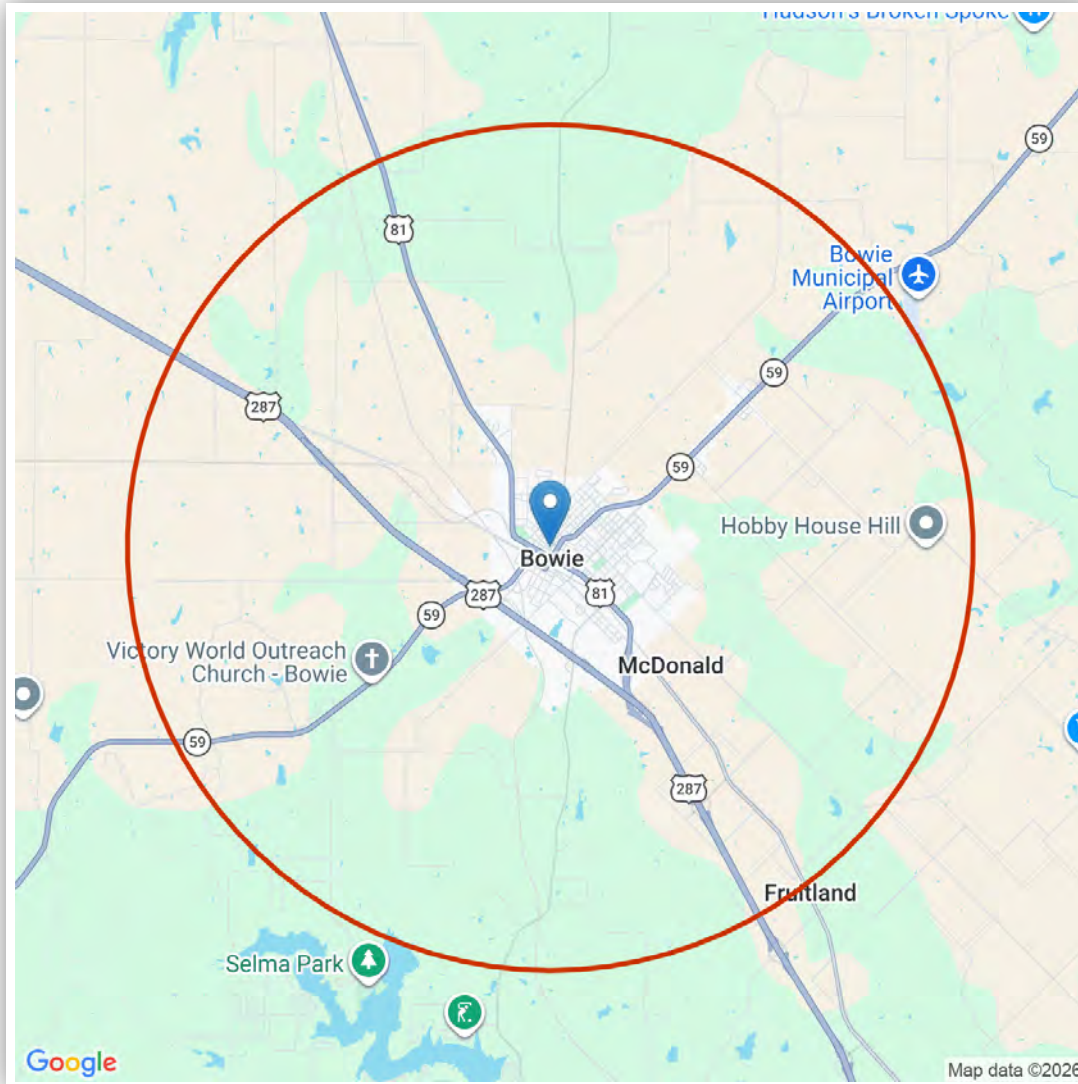 Hudson's Broken Spoke
59
81
Bowie
Municipal
Airport
59
287
59
Hobby House Hill
Bowie
287
81
59
Victory World Outreach
Church - Bowie
McDonald
59
287
Fruitland
Selma Park
Google
Map data ©2026